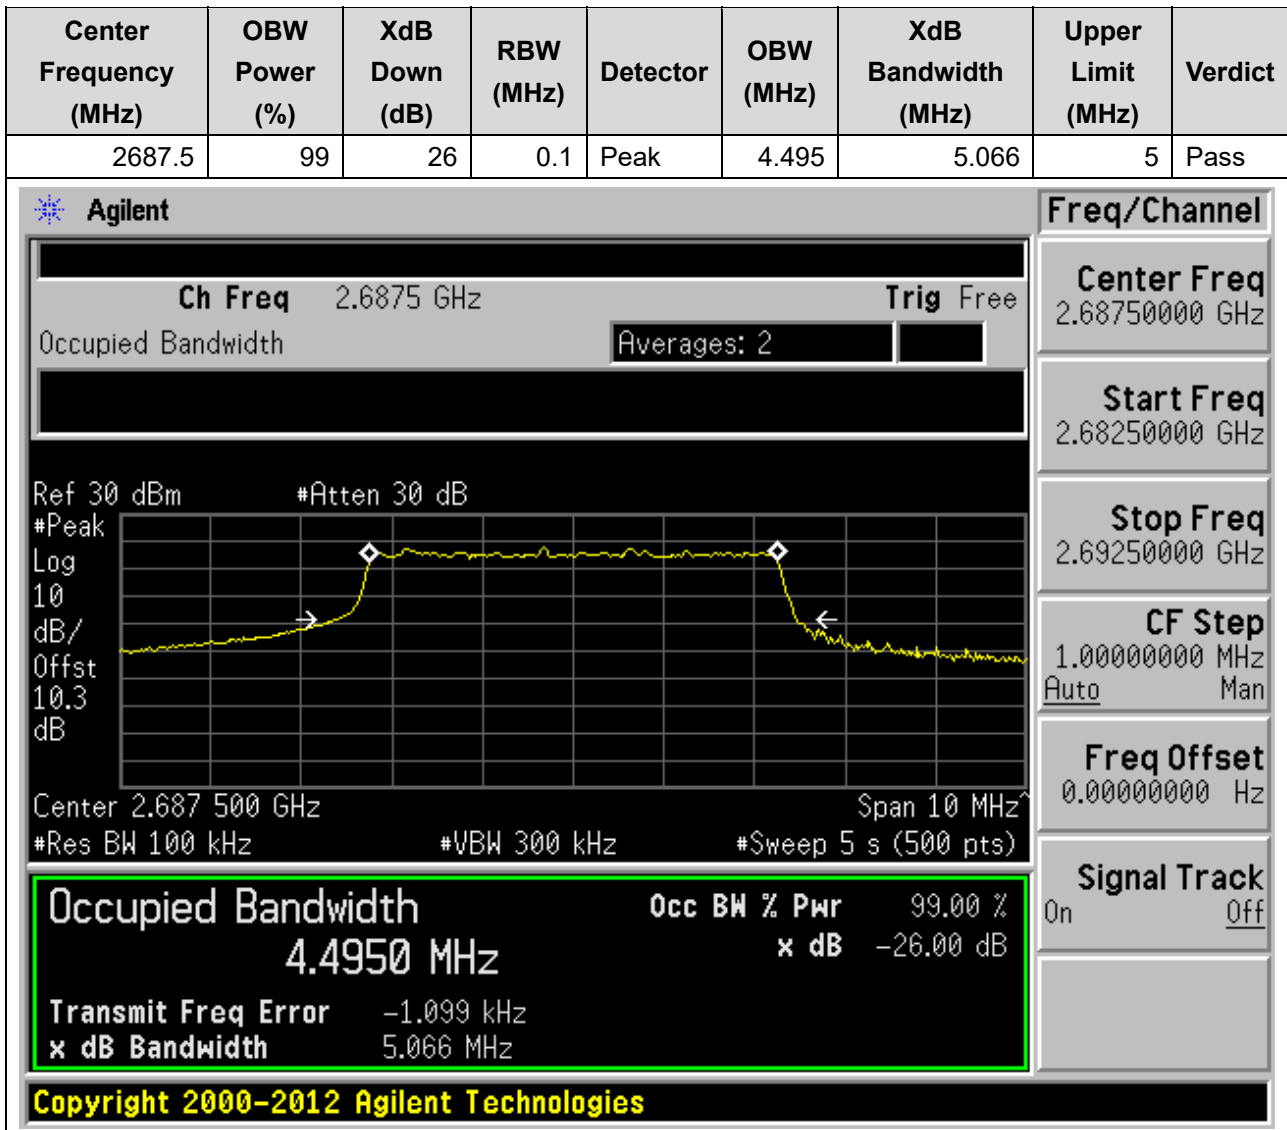 Center Frequency (MHz) OBW Power (%) XdB Down (dB) RBW (MHz) Detector OBW (MHz) XdB Bandwidth (MHz) Upper Limit (MHz) Verdict
2687.5 99 26 0.1 Peak 4.495 5.066 5 Pass
Agilent
Ch Freq 2.6875 GHz Trig Free
Occupied Bandwidth Averages: 2
Ref 30 dBm #Atten 30 dB
#Peak
Log
10
dB/
Offst
10.3
dB
Center 2.687 500 GHz Span 10 MHz^
#Res BW 100 kHz #VBW 300 kHz #Sweep 5 s (500 pts)
Occupied Bandwidth Occ BW % Pwr 99.00 %
4.4950 MHz x dB -26.00 dB
Transmit Freq Error -1.099 kHz
x dB Bandwidth 5.066 MHz
Copyright 2000-2012 Agilent Technologies
Freq/Channel
Center Freq
2.68750000 GHz
Start Freq
2.68250000 GHz
Stop Freq
2.69250000 GHz
CF Step
1.00000000 MHz
Auto Man
Freq Offset
0.00000000 Hz
Signal Track
On Off